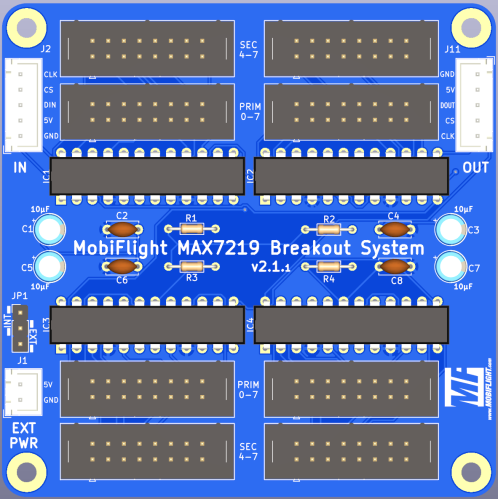 J2
SEC
4-7
J11
CLK
CS
DIN
5V
GND
PRIM
0-7
GND
5V
DOUT
CS
CLK
IN
OUT
IC1
IC2
10µF
C1
C2
R1
R2
C4
10µF
C3
MobiFlight MAX7219 Breakout System
v2.1.1
C5
10µF
C6
R3
R4
C8
C7
10µF
JP1
INT
EXT
IC3
IC4
J1
5V
GND
EXT
PWR
PRIM
0-7
SEC
4-7
MF
www.MOBIFLIGHT.com